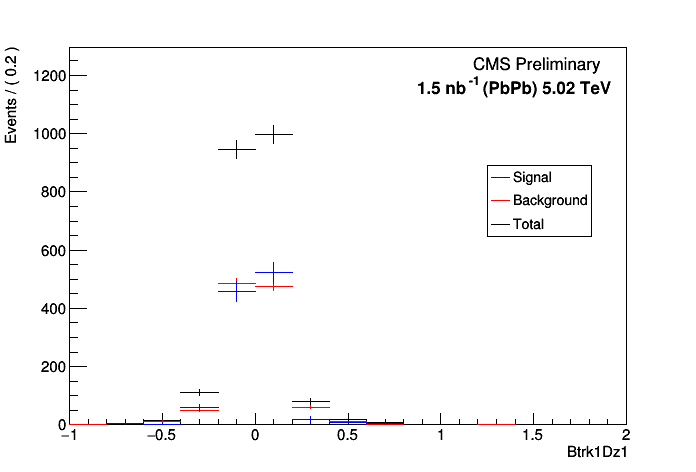 CMS Preliminary
1.5 nb-1 (PbPb) 5.02 TeV
Events / ( 0.2 )
1200
1000
800
600
400
200
0
Signal
Background
Total
−1 −0.5 0 0.5 1 1.5 2
Btrk1Dz1